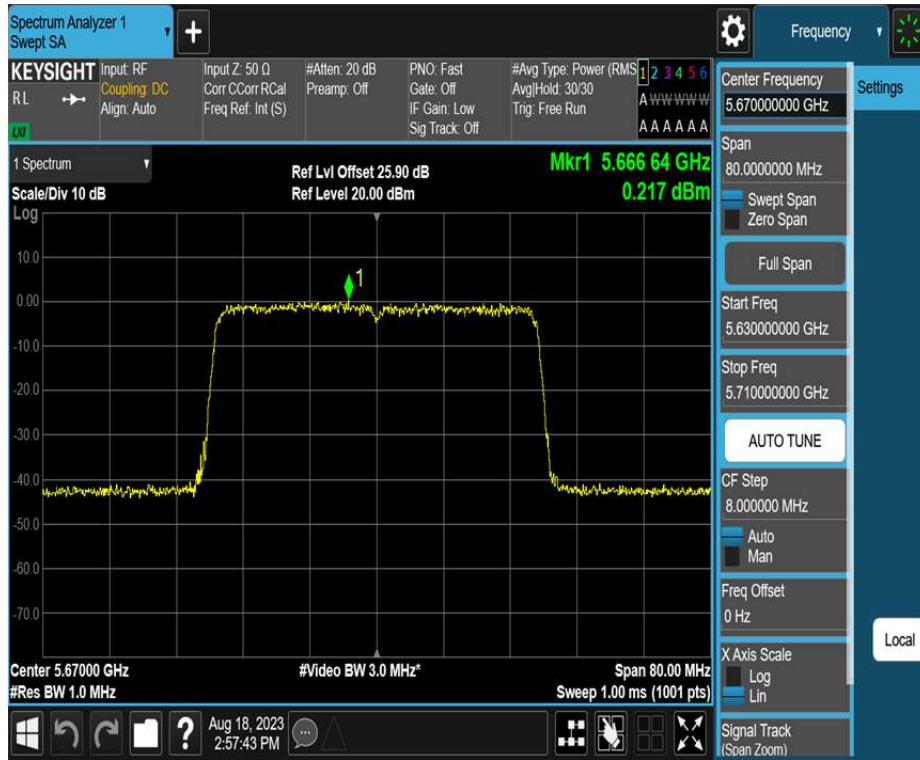 Spectrum Analyzer 1
Swept SA
+
Frequency
KEYSIGHT
R L
LXI
Input: RF
Coupling: DC
Align: Auto
Input Z: 50 Ω
Corr CCorr RCal
Freq Ref: Int (S)
#Atten: 20 dB
Preamp: Off
PNO: Fast
Gate: Off
IF Gain: Low
Sig Track: Off
#Avg Type: Power (RMS
Avg|Hold: 30/30
Trig: Free Run
1 2 3 4 5 6
A W W W W W
A A A A A A
1 Spectrum
Scale/Div 10 dB
Log
Ref Lvl Offset 25.90 dB
Ref Level 20.00 dBm
Mkr1 5.666 64 GHz
0.217 dBm
1
10.0
0.00
-10.0
-20.0
-30.0
-40.0
-50.0
-60.0
-70.0
Center 5.67000 GHz
#Res BW 1.0 MHz
#Video BW 3.0 MHz*
Span 80.00 MHz
Sweep 1.00 ms (1001 pts)
?
Aug 18, 2023
2:57:43 PM
Center Frequency
5.670000000 GHz
Span
80.0000000 MHz
Swept Span
Zero Span
Full Span
Start Freq
5.630000000 GHz
Stop Freq
5.710000000 GHz
AUTO TUNE
CF Step
8.000000 MHz
Auto
Man
Freq Offset
0 Hz
X Axis Scale
Log
Lin
Signal Track
(Span Zoom)
Settings
Local